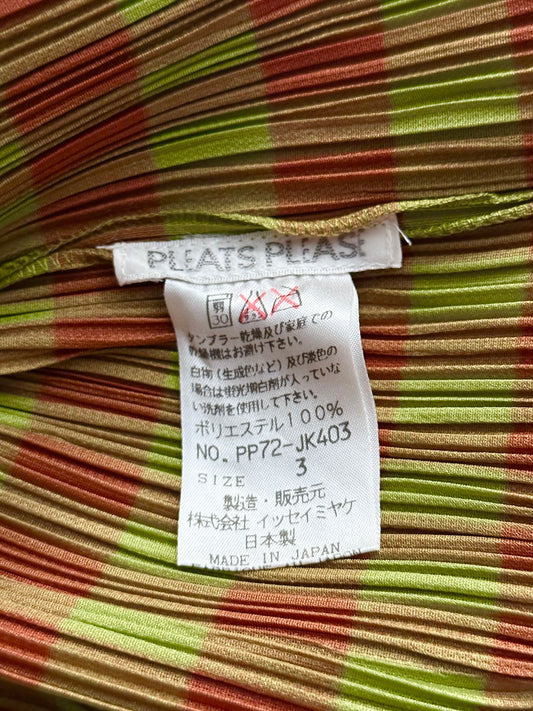 PLEATS PLEASE
弱
30
タンブラー乾燥及び家庭での
乾燥機はお避け下さい。
白物（生成色など）及び淡色の
場合は蛍光増白剤が入っていな
い洗剤を使用して下さい。
ポリエステル100%
NO. PP72-JK403
SIZE 3
製造・販売元
株式会社 イッセイミヤケ
日本製
MADE IN JAPAN